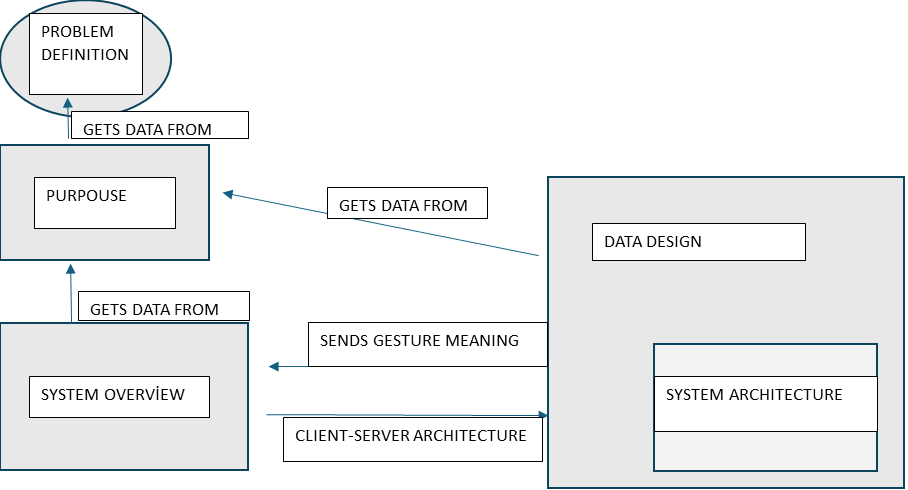 PROBLEM
DEFINITION
GETS DATA FROM
PURPOUSE
GETS DATA FROM
DATA DESIGN
GETS DATA FROM
SENDS GESTURE MEANING
SYSTEM OVERVİEW
SYSTEM ARCHITECTURE
CLIENT-SERVER ARCHITECTURE